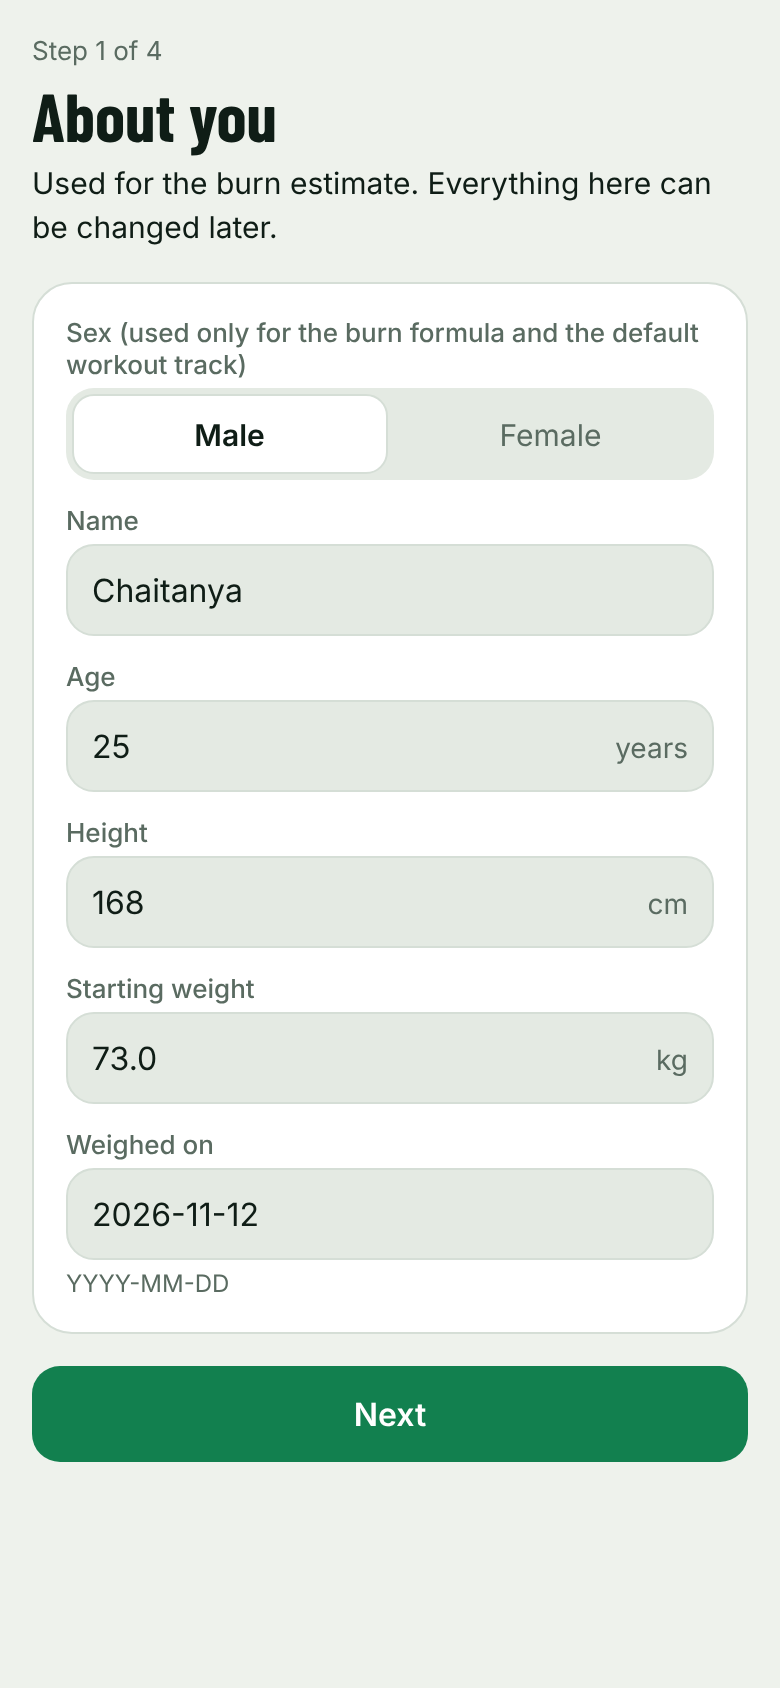 Step 1 of 4
About you
Used for the burn estimate. Everything here can
be changed later.
Sex (used only for the burn formula and the default
workout track)
Male
Female
Name
Chaitanya
Age
25
years
Height
168
cm
Starting weight
73.0
kg
Weighed on
2026-11-12
YYYY-MM-DD
Next